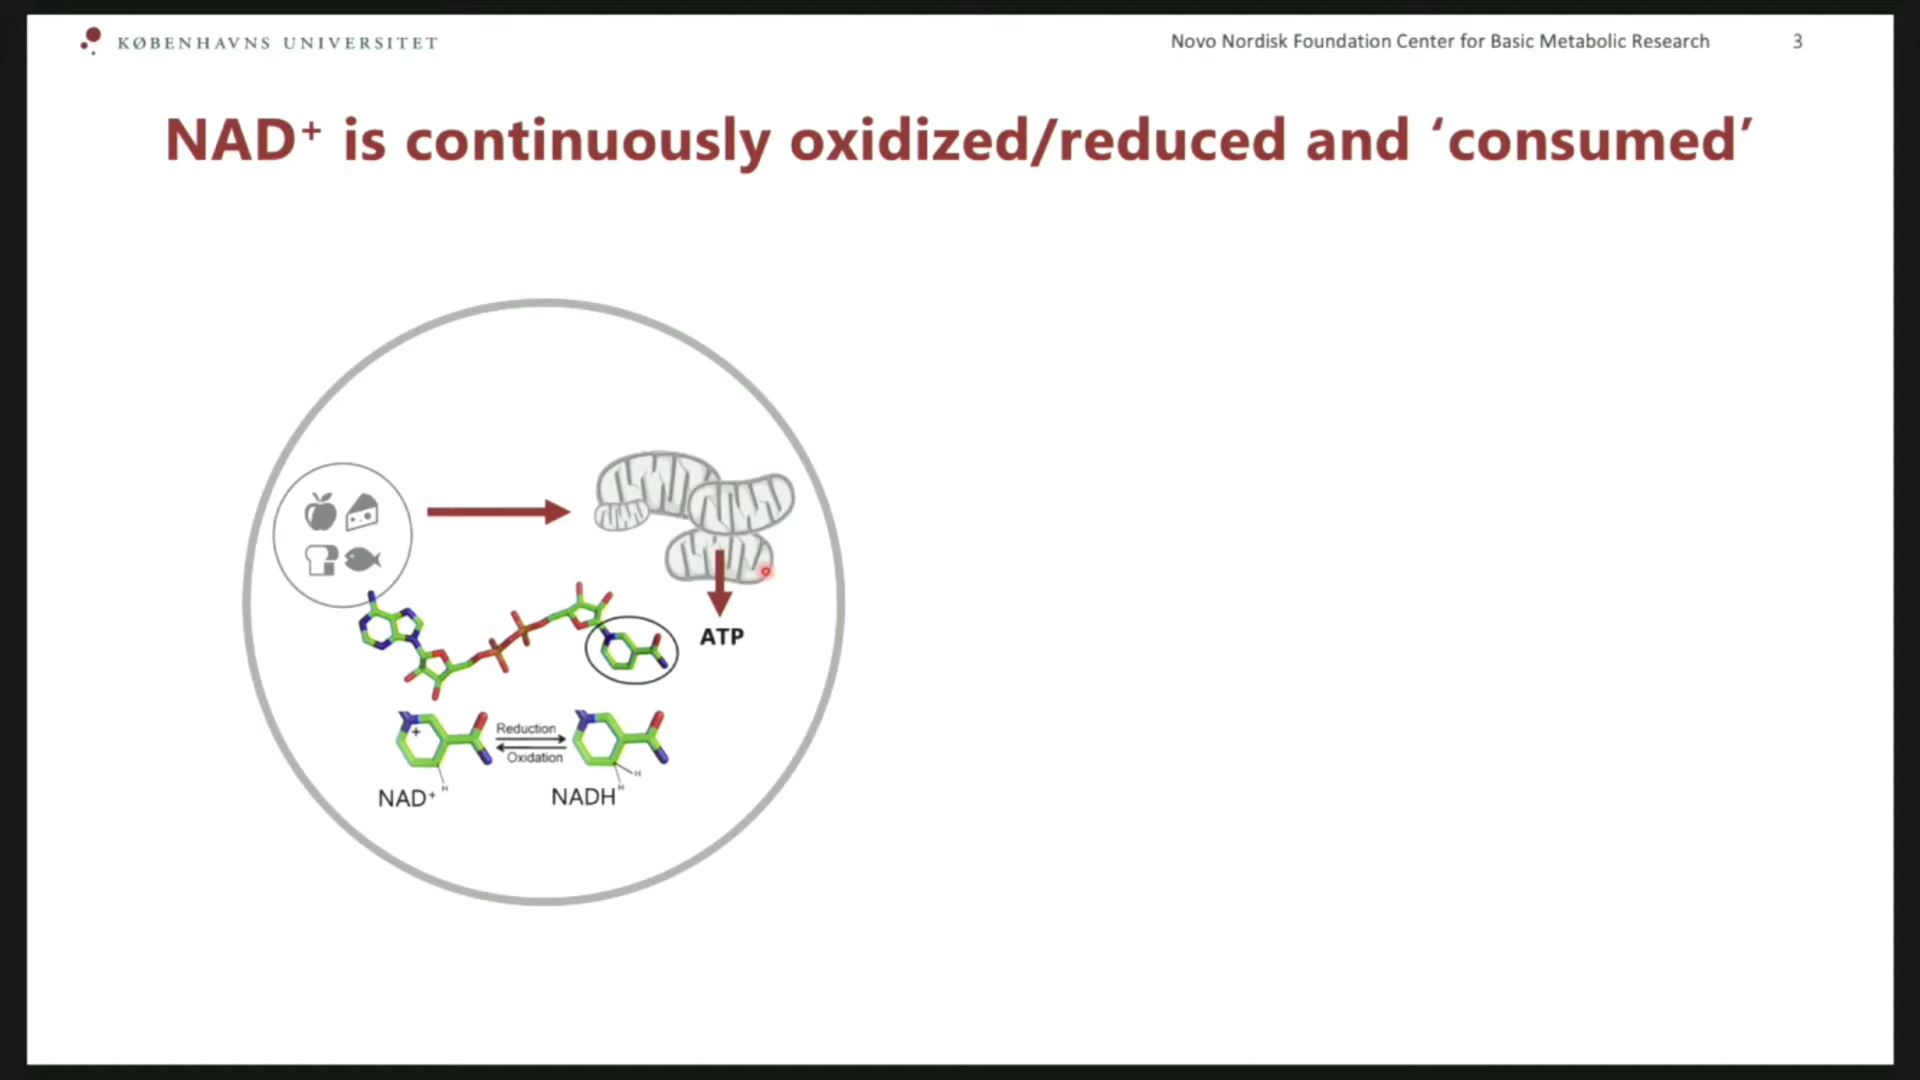 KØBENHAVNS UNIVERSITET
Novo Nordisk Foundation Center for Basic Metabolic Research 3
NAD⁺ is continuously oxidized/reduced and ‘consumed’
ATP
Reduction
Oxidation
+
H
H
H
NAD⁺
NADH